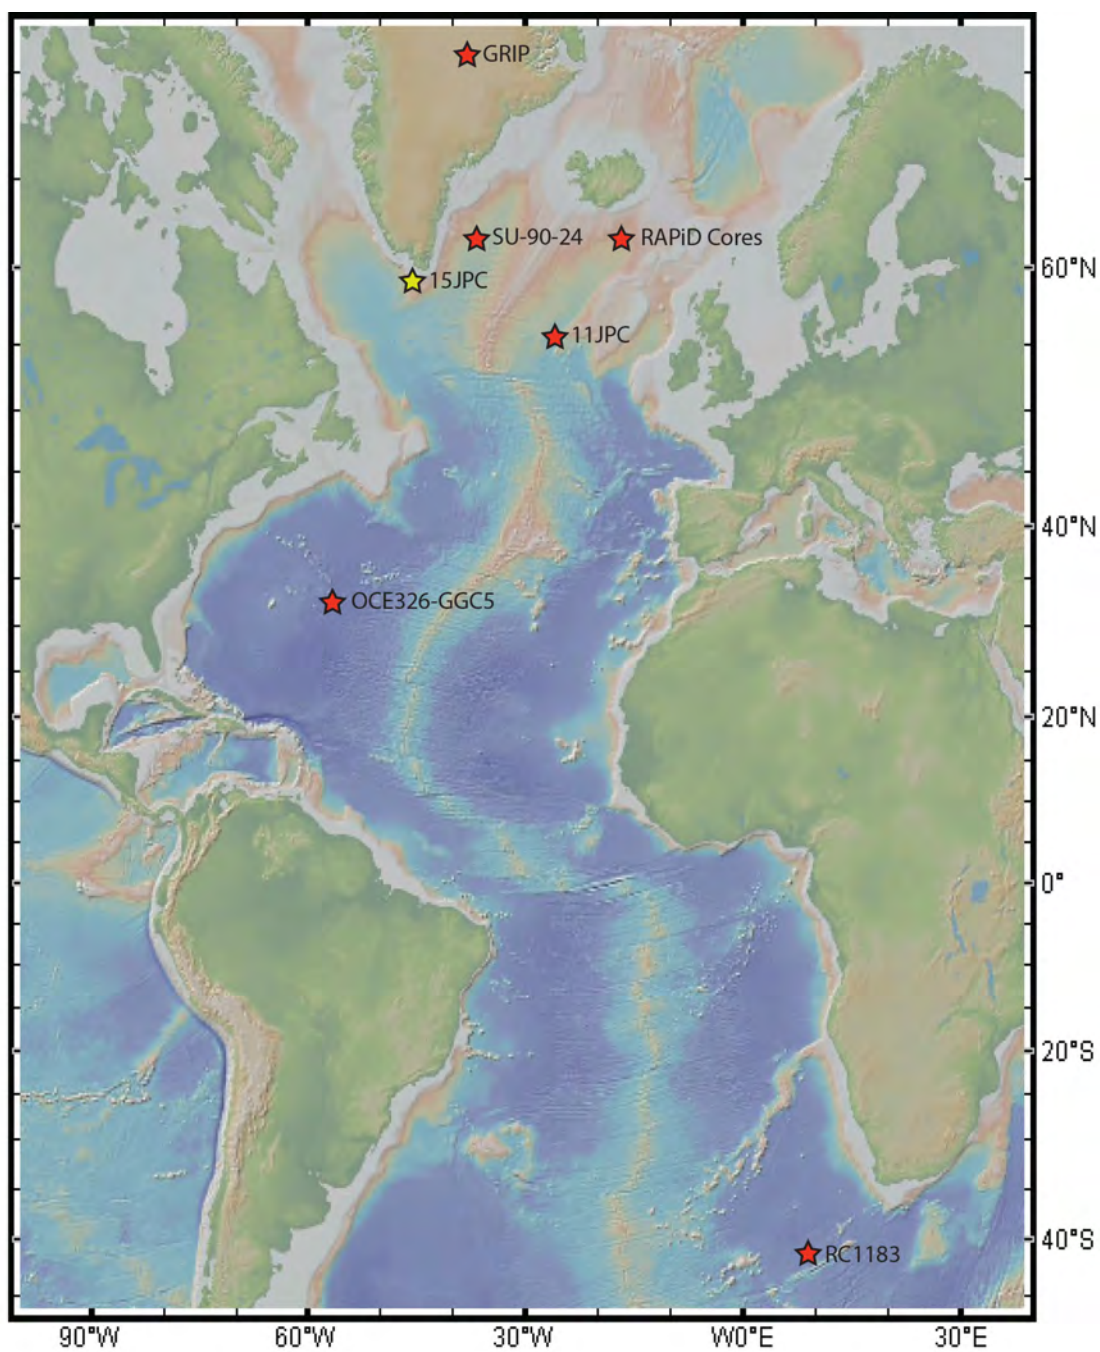 GRIP
SU-90-24
RAPiD Cores
60°N
15JPC
11JPC
40°N
OCE326-GGC5
20°N
0°
20°S
40°S
RC1183
90°W
60°W
30°W
W0°E
30°E